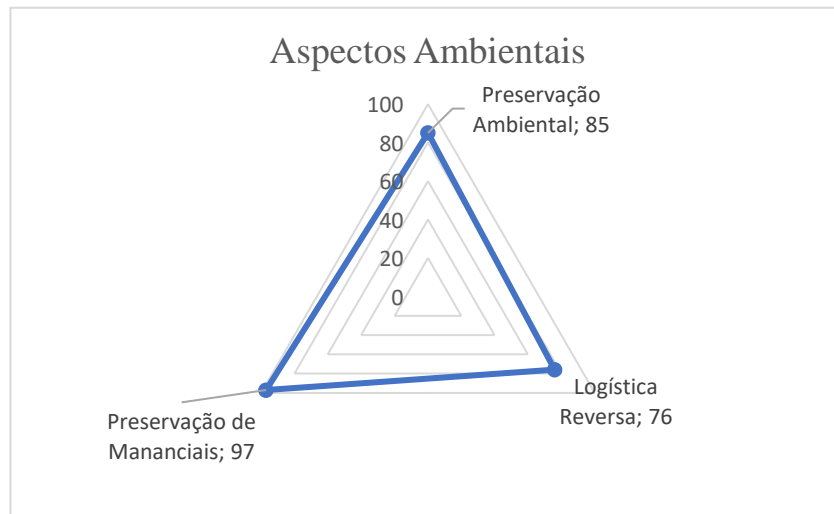 Aspectos Ambientais
Preservação
Ambiental; 85
100
80
60
40
20
0
Logística
Reversa; 76
Preservação de
Mananciais; 97